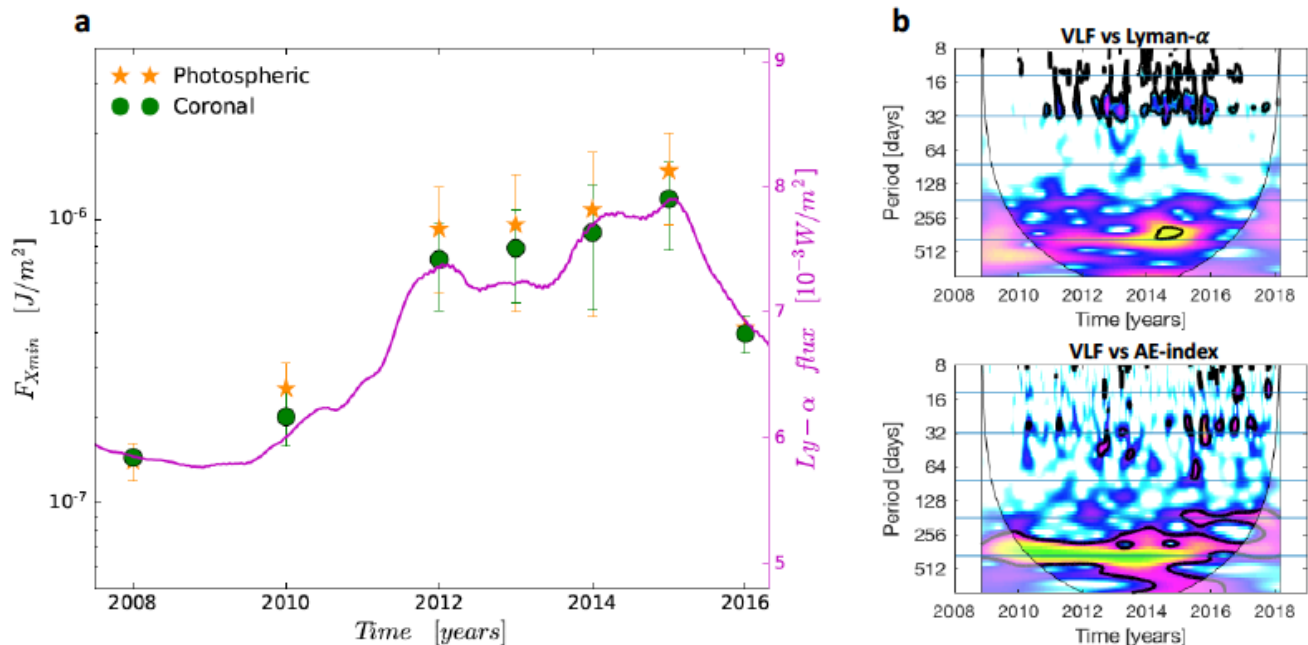 a
Photospheric
Coronal
10^-6
10^-7
F_Xmin [J/m^2]
9
8
7
6
5
Ly-α flux [10^-3 W/m^2]
2008 2010 2012 2014 2016
Time [years]
b
VLF vs Lyman-α
8
16
32
64
128
256
512
Period [days]
2008 2010 2012 2014 2016 2018
Time [years]
VLF vs AE-index
8
16
32
64
128
256
512
Period [days]
2008 2010 2012 2014 2016 2018
Time [years]